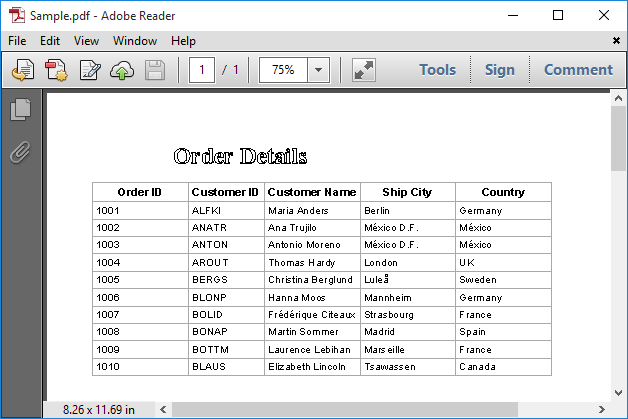 Sample.pdf - Adobe Reader
File Edit View Window Help
1 / 1 75% Tools Sign Comment
Order Details
Order ID Customer ID Customer Name Ship City Country
1001 ALFKI Maria Anders Berlin Germany
1002 ANATR Ana Trujilo México D.F. México
1003 ANTON Antonio Moreno México D.F. México
1004 AROUT Thomas Hardy London UK
1005 BERGS Christina Berglund Luleå Sweden
1006 BLONP Hanna Moos Mannheim Germany
1007 BOLID Frédérique Citeaux Strasbourg France
1008 BONAP Martin Sommer Madrid Spain
1009 BOTTM Laurence Lebihan Marseille France
1010 BLAUS Elizabeth Lincoln Tsawassen Canada
8.26 x 11.69 in